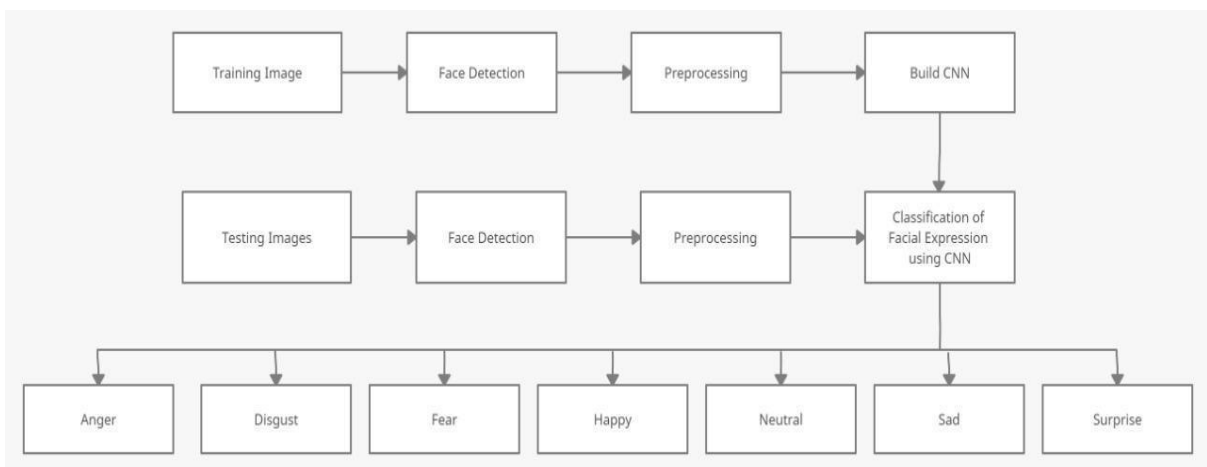 Training Image
Face Detection
Preprocessing
Build CNN
Testing Images
Face Detection
Preprocessing
Classification of
Facial Expression
using CNN
Anger
Disgust
Fear
Happy
Neutral
Sad
Surprise